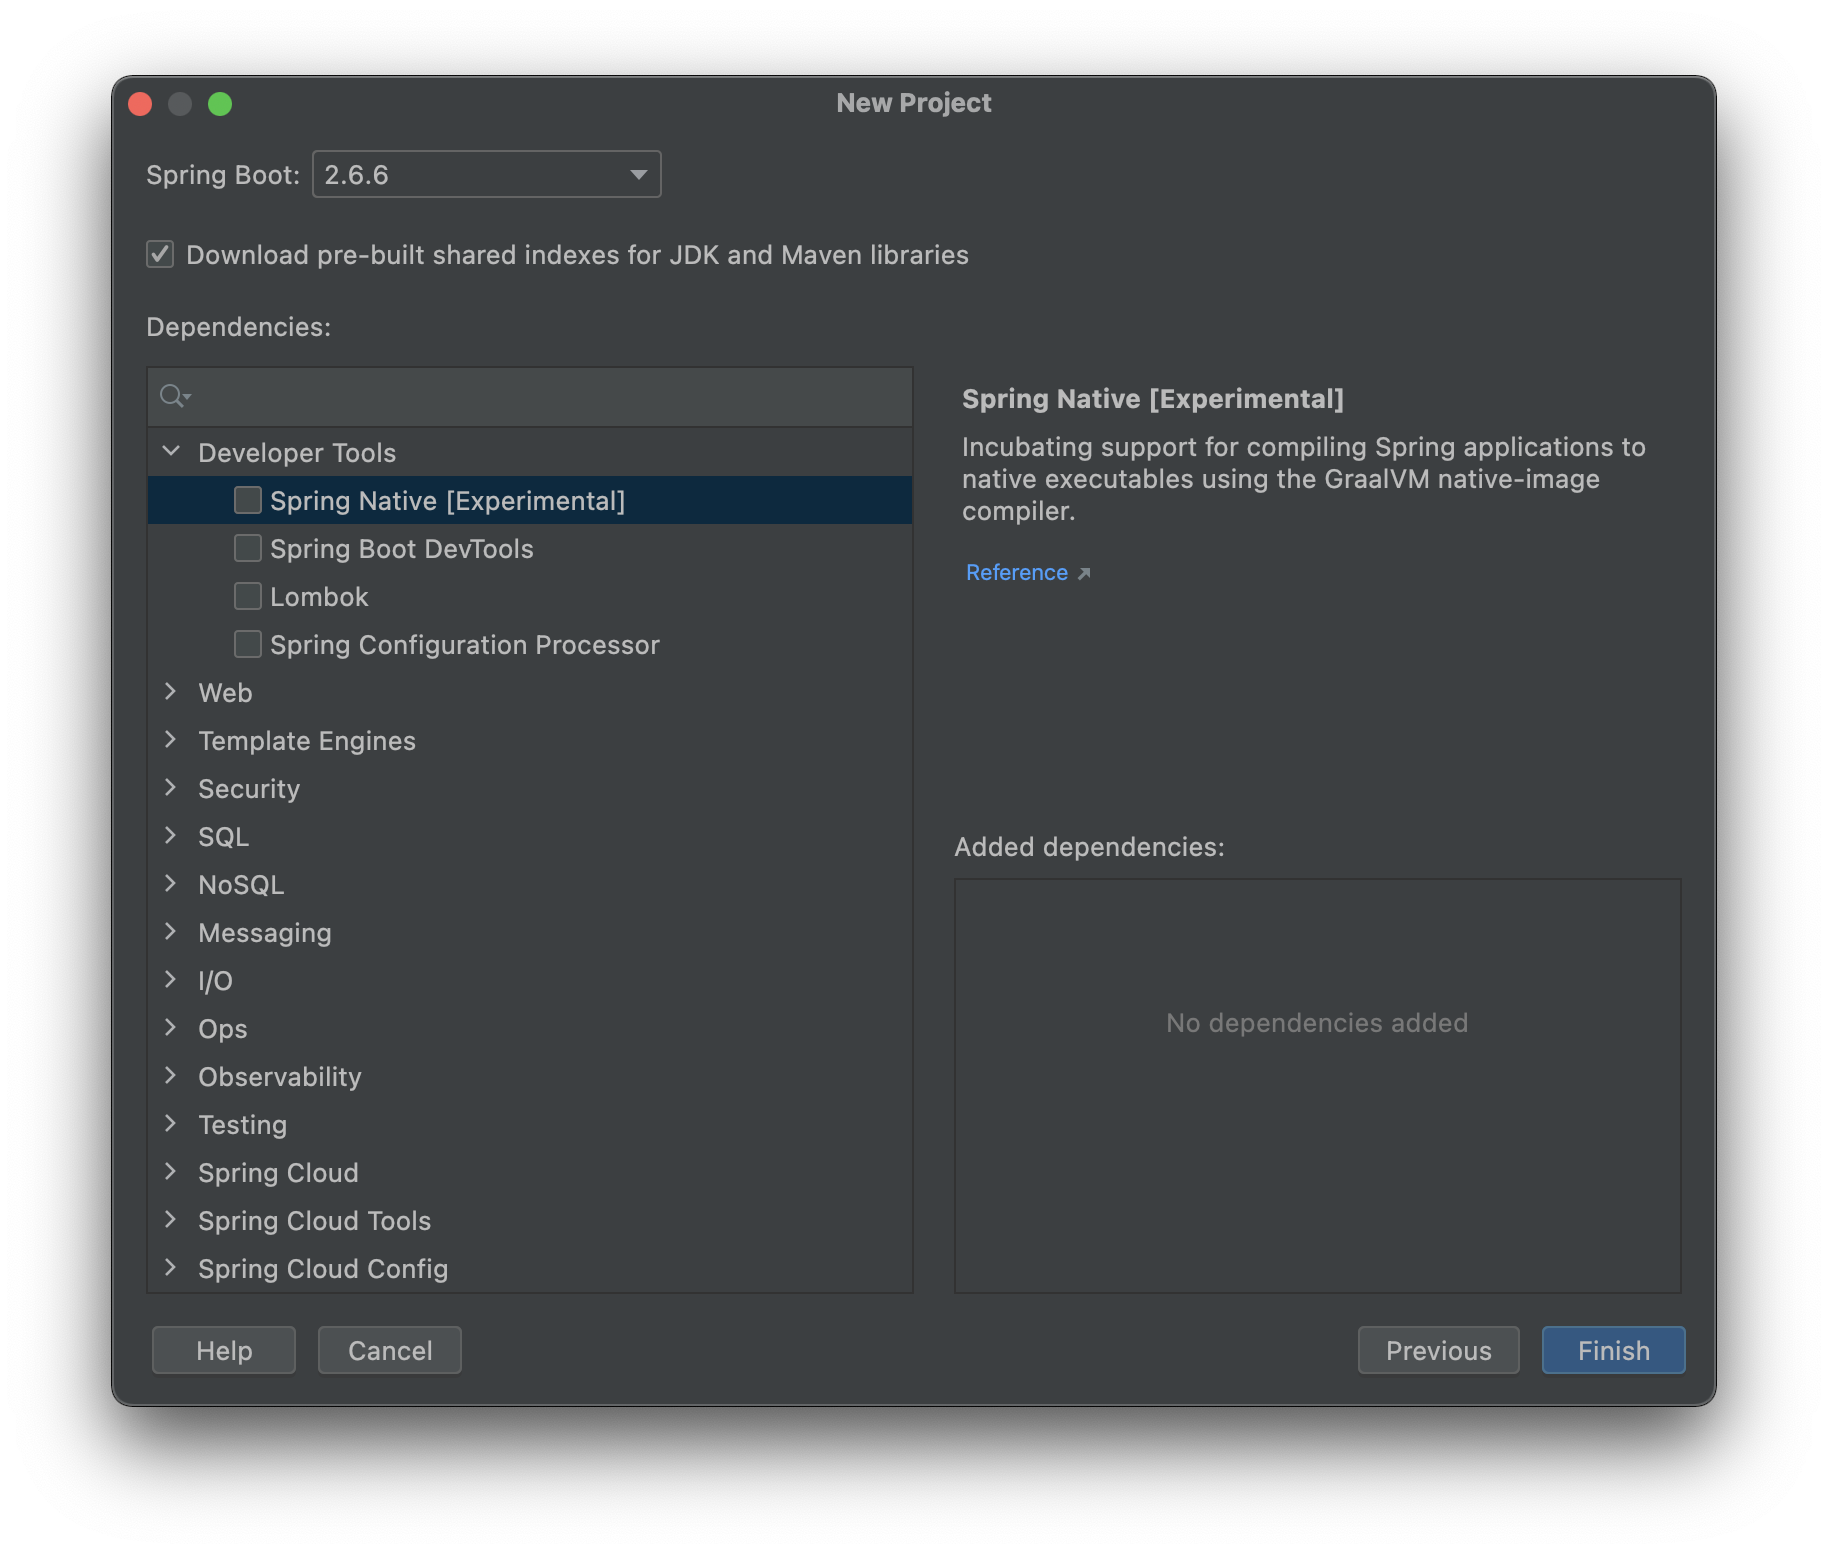 New Project
Spring Boot: 2.6.6
Download pre-built shared indexes for JDK and Maven libraries
Dependencies:
Developer Tools
Spring Native [Experimental]
Spring Boot DevTools
Lombok
Spring Configuration Processor
Web
Template Engines
Security
SQL
NoSQL
Messaging
I/O
Ops
Observability
Testing
Spring Cloud
Spring Cloud Tools
Spring Cloud Config
Spring Native [Experimental]
Incubating support for compiling Spring applications to
native executables using the GraalVM native-image
compiler.
Reference
Added dependencies:
No dependencies added
Help
Cancel
Previous
Finish